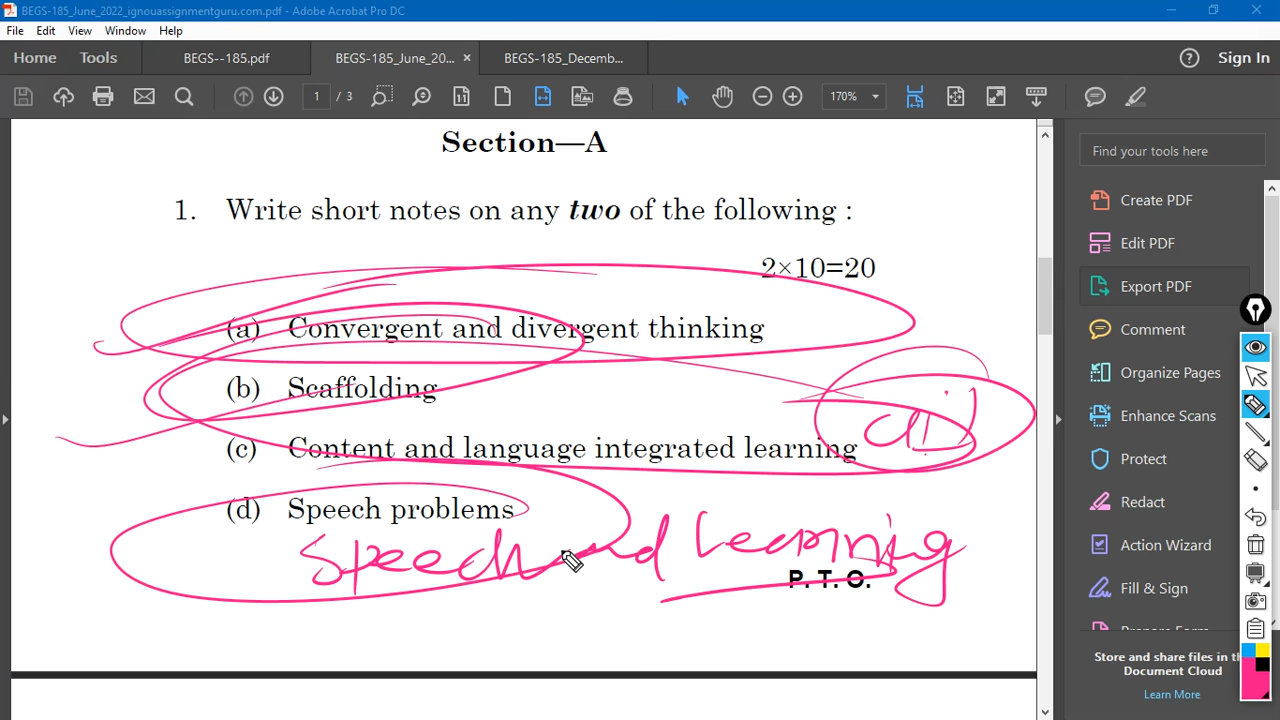 BEGS-185_June_2022_ignouassignmentguru.com.pdf - Adobe Acrobat Pro DC
File Edit View Window Help
Home Tools BEGS--185.pdf BEGS-185_June_20... × BEGS-185_Decemb... ? Sign In
1 / 3 170%
Section—A
1. Write short notes on any two of the following :
2×10=20
(a) Convergent and divergent thinking
(b) Scaffolding
(c) Content and language integrated learning
(d) Speech problems
Speech and Learning
P. T. O.
Find your tools here
Create PDF
Edit PDF
Export PDF
Comment
Organize Pages
Enhance Scans
Protect
Redact
Action Wizard
Fill & Sign
Prepare Form
Store and share files in th
Document Cloud
Learn More